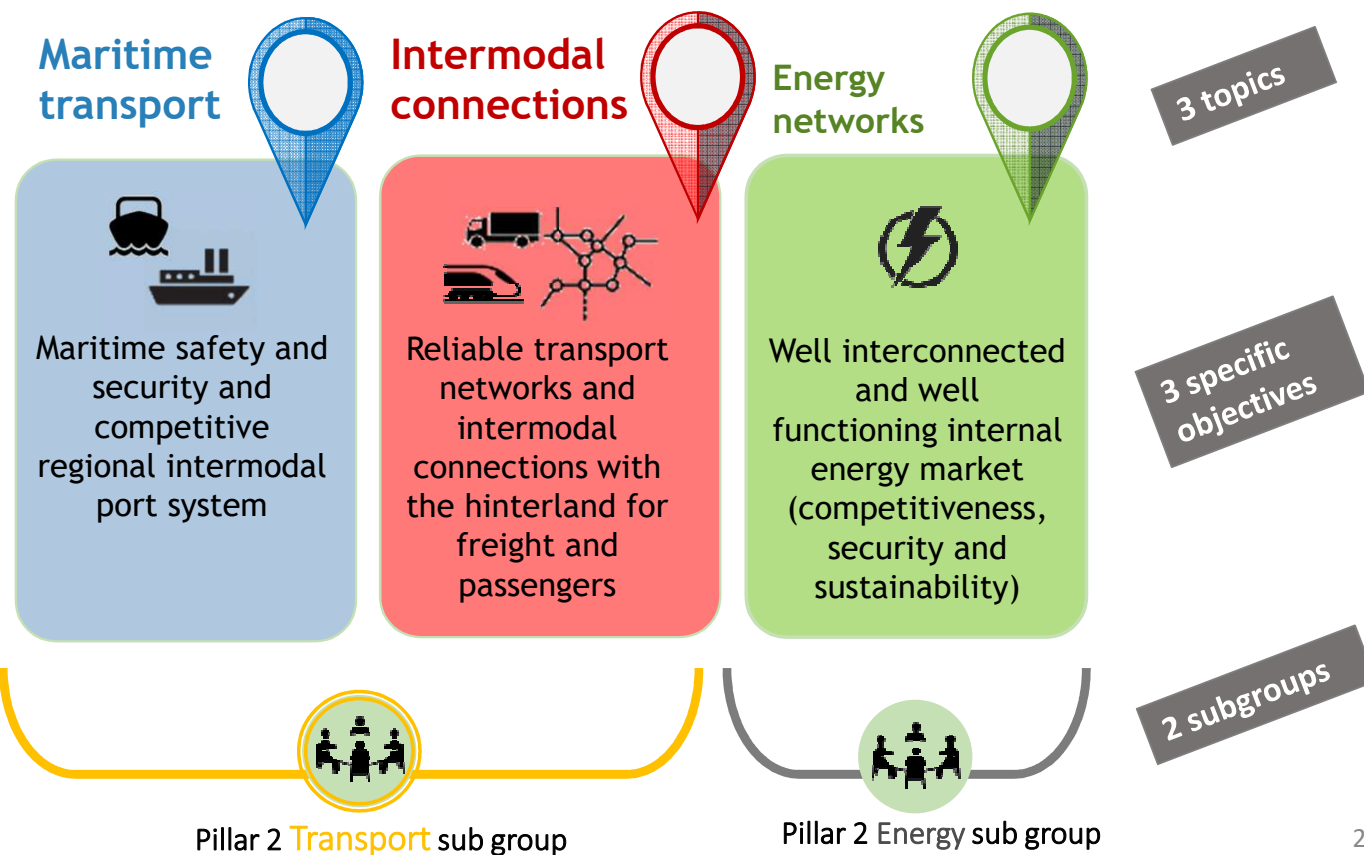 Maritime
transport
Intermodal
connections
Energy
networks
3 topics
Maritime safety and
security and
competitive
regional intermodal
port system
Reliable transport
networks and
intermodal
connections with
the hinterland for
freight and
passengers
Well interconnected
and well
functioning internal
energy market
(competitiveness,
security and
sustainability)
3 specific
objectives
2 subgroups
Pillar 2 Transport sub group
Pillar 2 Energy sub group
2